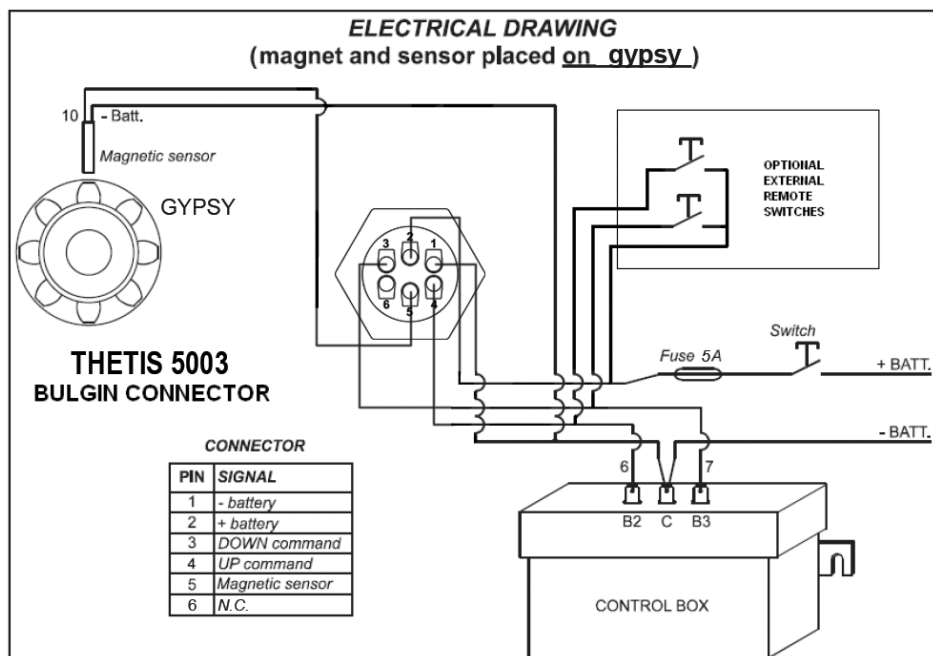 ELECTRICAL DRAWING
(magnet and sensor placed on gypsy )
10
- Batt.
Magnetic sensor
GYPSY
OPTIONAL
EXTERNAL
REMOTE
SWITCHES
3
2
1
6
5
4
THETIS 5003
BULGIN CONNECTOR
Fuse 5A
Switch
+ BATT.
- BATT.
CONNECTOR
PIN SIGNAL
1 - battery
2 + battery
3 DOWN command
4 UP command
5 Magnetic sensor
6 N.C.
6
7
B2 C B3
CONTROL BOX